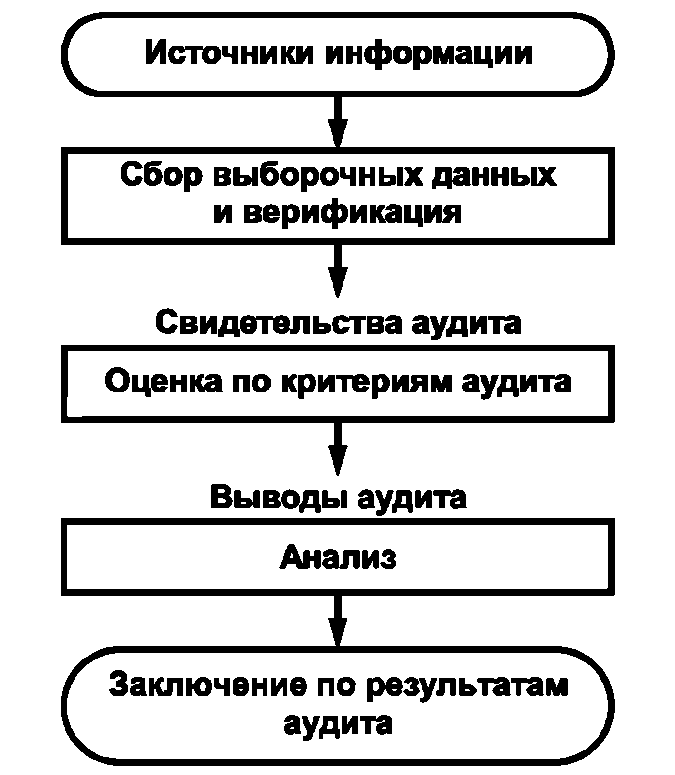 Источники информации
Сбор выборочных данных
и верификация
Свидетельства аудита
Оценка по критериям аудита
Выводы аудита
Анализ
Заключение по результатам
аудита